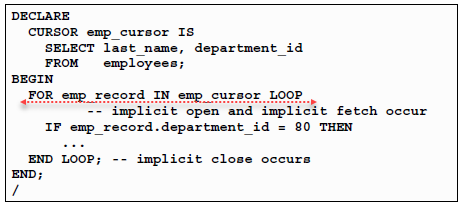 DECLARE
  CURSOR emp_cursor IS
    SELECT last_name, department_id
    FROM   employees;
BEGIN
  FOR emp_record IN emp_cursor LOOP
         -- implicit open and implicit fetch occur
    IF emp_record.department_id = 80 THEN
      ...
  END LOOP; -- implicit close occurs
END;
/